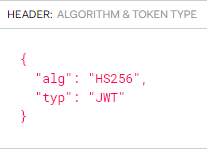 HEADER: ALGORITHM & TOKEN TYPE
{
"alg": "HS256",
"typ": "JWT"
}